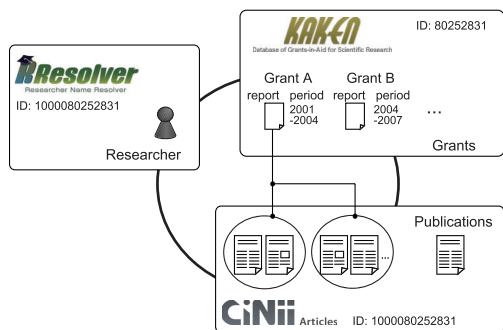 Resolver
Researcher Name Resolver
ID: 1000080252831
Researcher
KAKEN
Database of Grants-in-Aid for Scientific Research
ID: 80252831
Grant A
Grant B
report period
2001
-2004
report period
2004
-2007
...
Grants
Publications
...
CiNii Articles
ID: 1000080252831